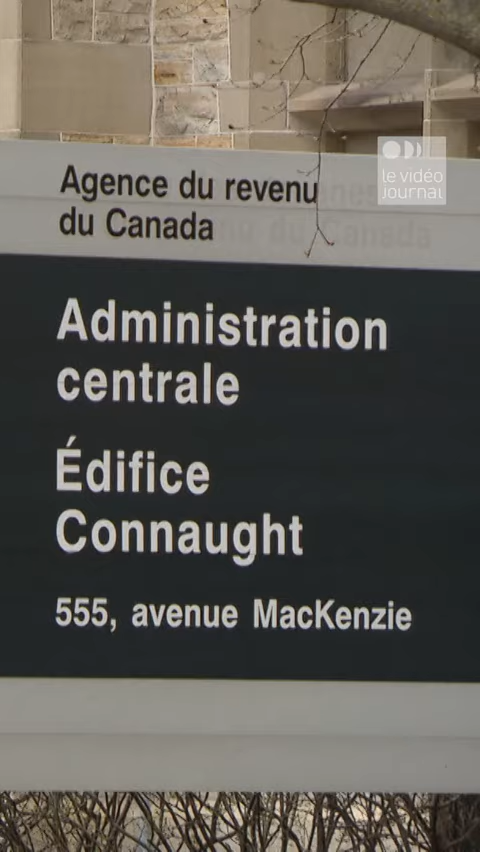 le vidéo
journal
Agence du revenu
du Canada
Administration
centrale
Édifice
Connaught
555, avenue MacKenzie